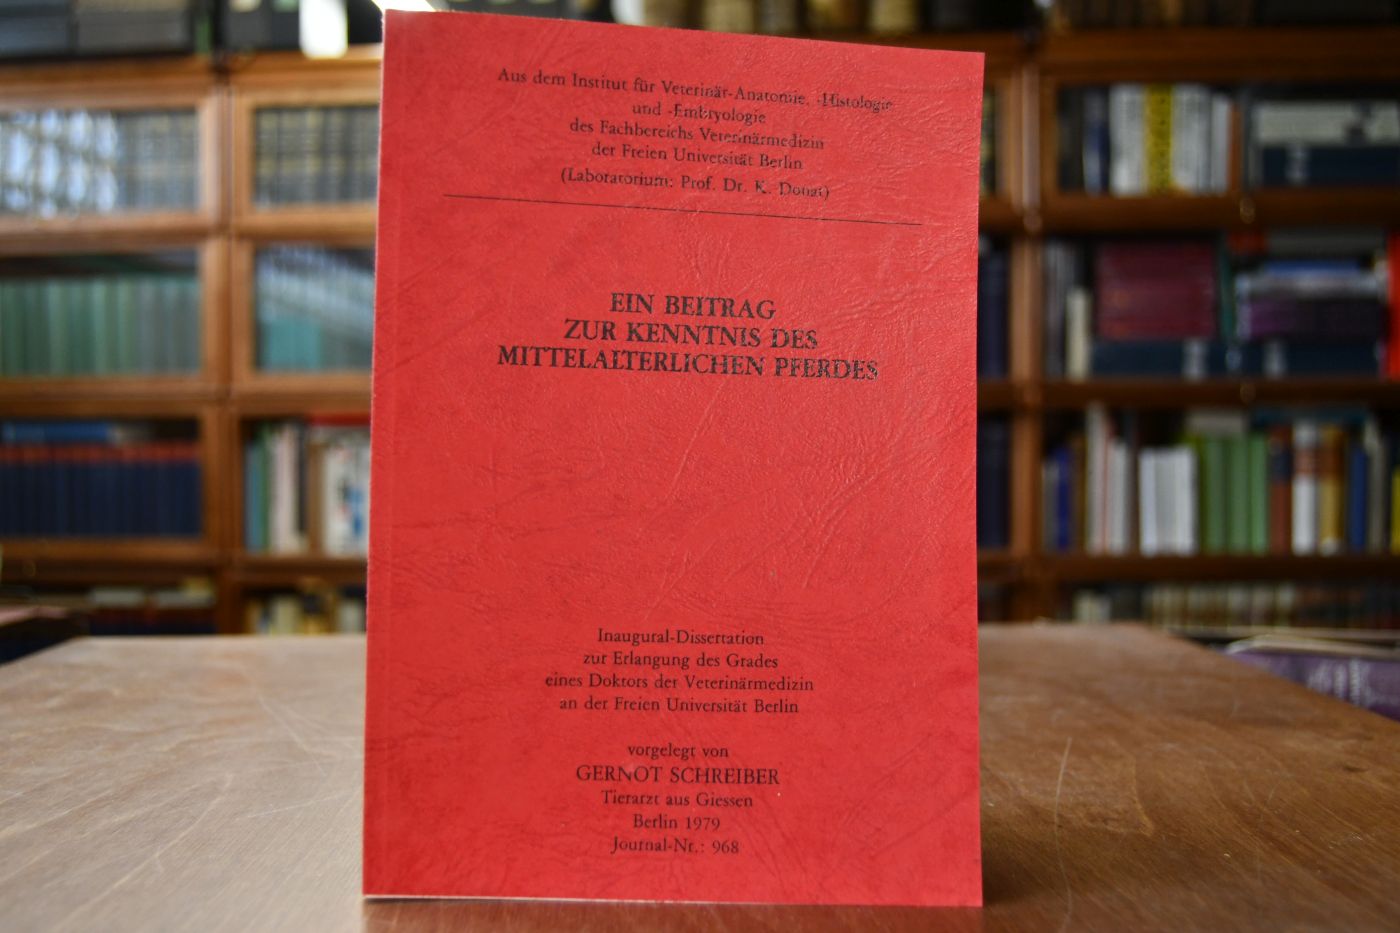 Aus dem Institut für Veterinär-Anatomie, -Histologie
und -Embryologie
des Fachbereichs Veterinärmedizin
der Freien Universität Berlin
(Laboratorium: Prof. Dr. K. Donat)
EIN BEITRAG
ZUR KENNTNIS DES
MITTELALTERLICHEN PFERDES
Inaugural-Dissertation
zur Erlangung des Grades
eines Doktors der Veterinärmedizin
an der Freien Universität Berlin
vorgelegt von
GERNOT SCHREIBER
Tierarzt aus Giessen
Berlin 1979
Journal-Nr.: 968